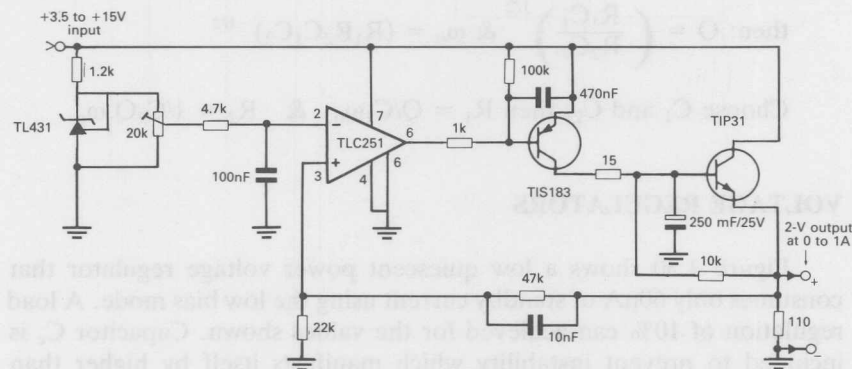 +3.5 to +15V
input
1.2k
TL431
20k
4.7k
100nF
2
7
TLC251
6
3
4
6
1k
100k
470nF
TIS183
15
TIP31
250 mF/25V
2-V output
at 0 to 1A
+
10k
47k
10nF
22k
110
−